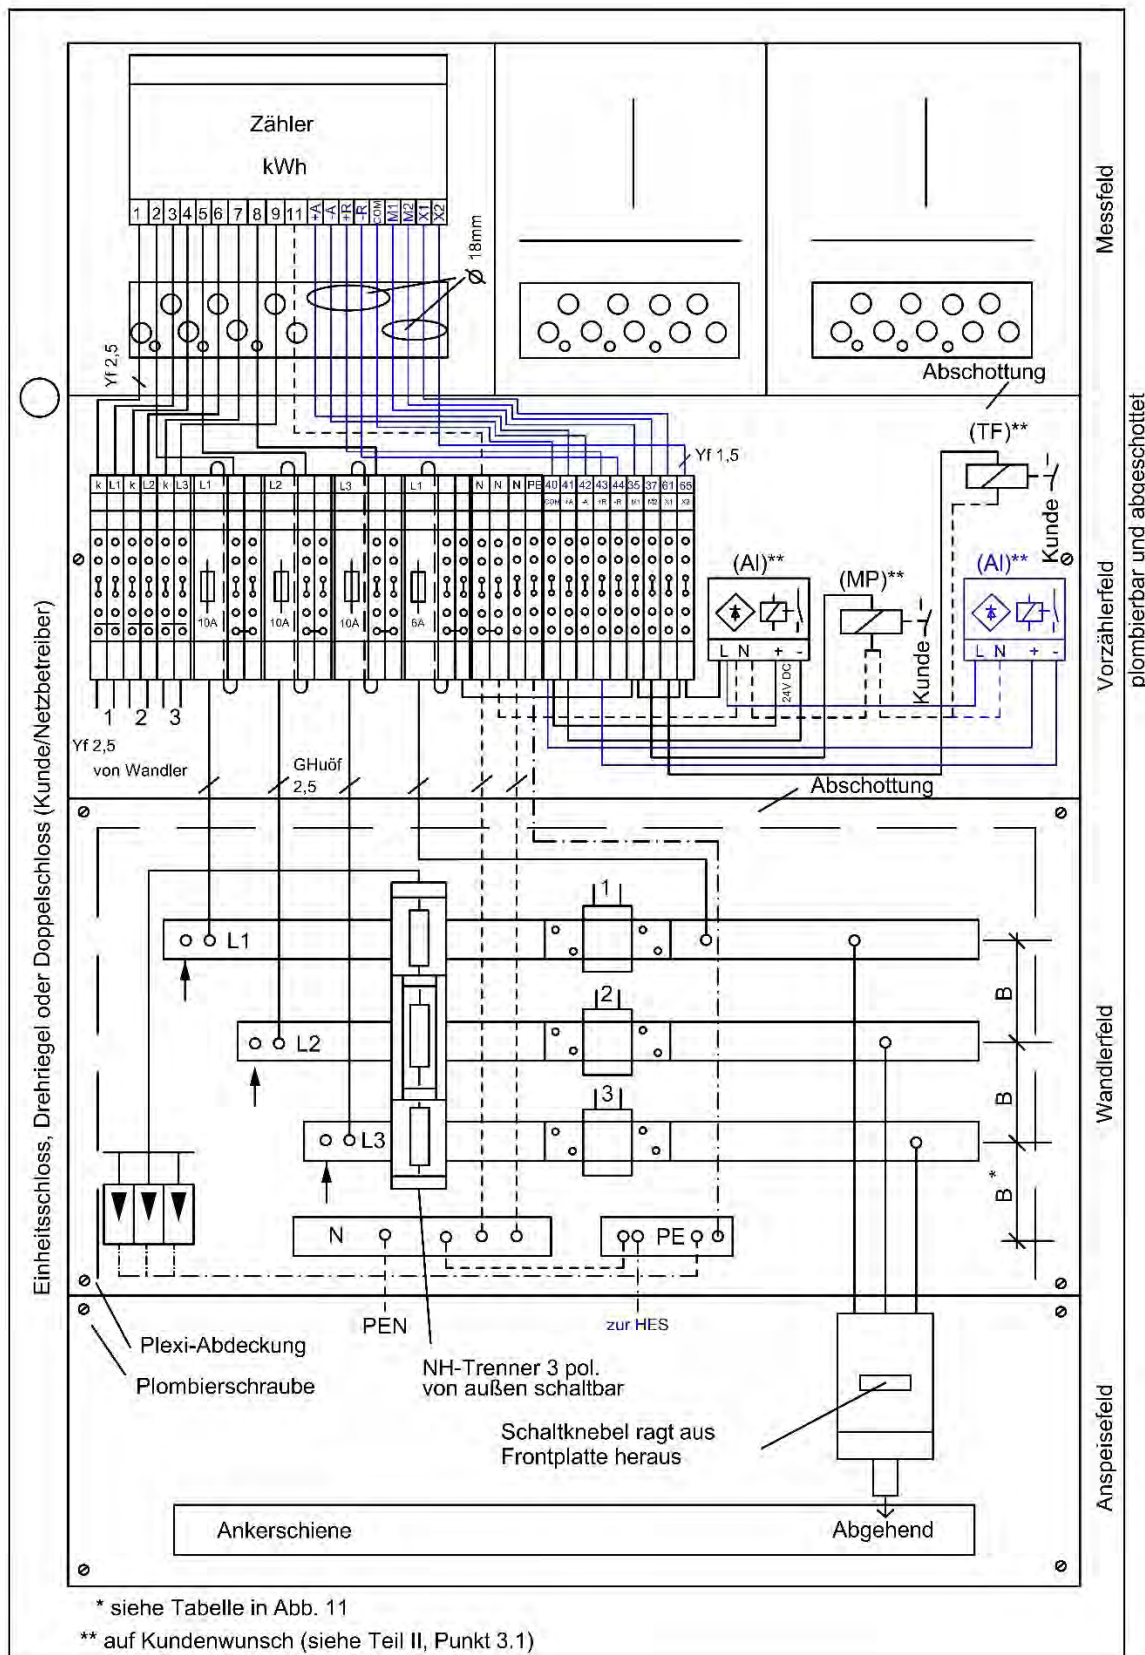 Zähler
kWh
1 2 3 4 5 6 7 8 9 11 +A -A +R -R COM M1 M2 X1 X2
Ø 18mm
Messfeld
Yf 2,5
Abschottung
(TF)**
Yf 1,5
Kunde
k L1 k L2 k L3 L1 L2 L3 L1 N N N PE 40 41 42 43 44 35 37 61 65
COM +A -A +R -R M1 M2 X1 X2
10A 10A 10A 6A
(AI)**
(MP)**
(AI)**
L N + -
24V DC
Kunde
L N + -
Vorzählerfeld
plombierbar und abgeschottet
1 2 3
Yf 2,5
von Wandler
GHuöf
2,5
Abschottung
Einheitsschloss, Drehriegel oder Doppelschloss (Kunde/Netzbetreiber)
1
L1
B
2
L2
B
3
L3
B*
Wandlerfeld
N
PE
PEN
zur HES
Plexi-Abdeckung
Plombierschraube
NH-Trenner 3 pol.
von außen schaltbar
Schaltknebel ragt aus
Frontplatte heraus
Anspeisefeld
Ankerschiene
Abgehend
* siehe Tabelle in Abb. 11
** auf Kundenwunsch (siehe Teil II, Punkt 3.1)